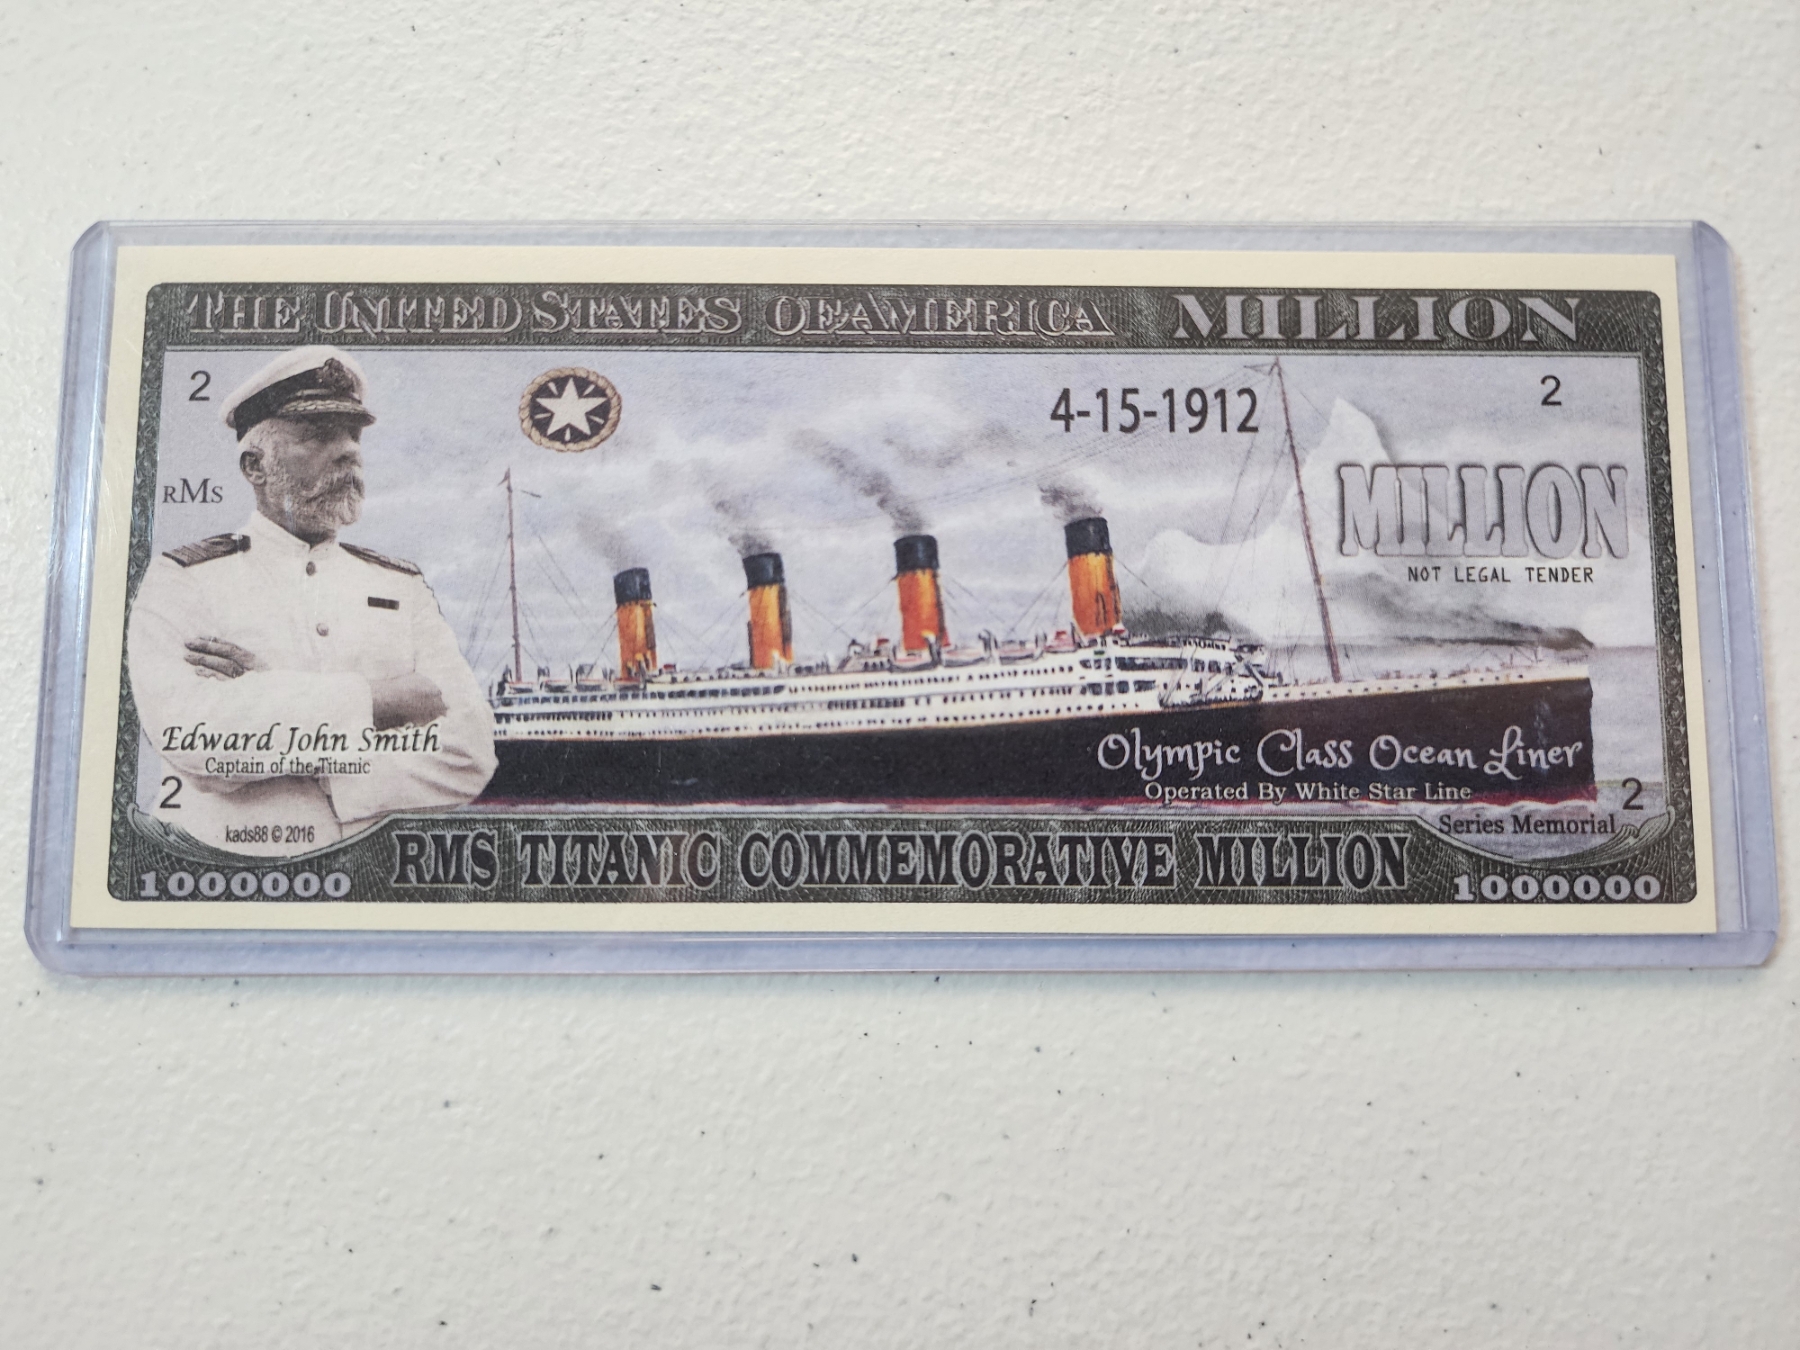 THE UNITED STATES OF AMERICA MILLION
2
4-15-1912
2
RMS
MILLION
NOT LEGAL TENDER
Edward John Smith
Captain of the Titanic
Olympic Class Ocean Liner
Operated By White Star Line
2
2
Series Memorial
kads88 © 2016
RMS TITANIC COMMEMORATIVE MILLION
1000000
1000000